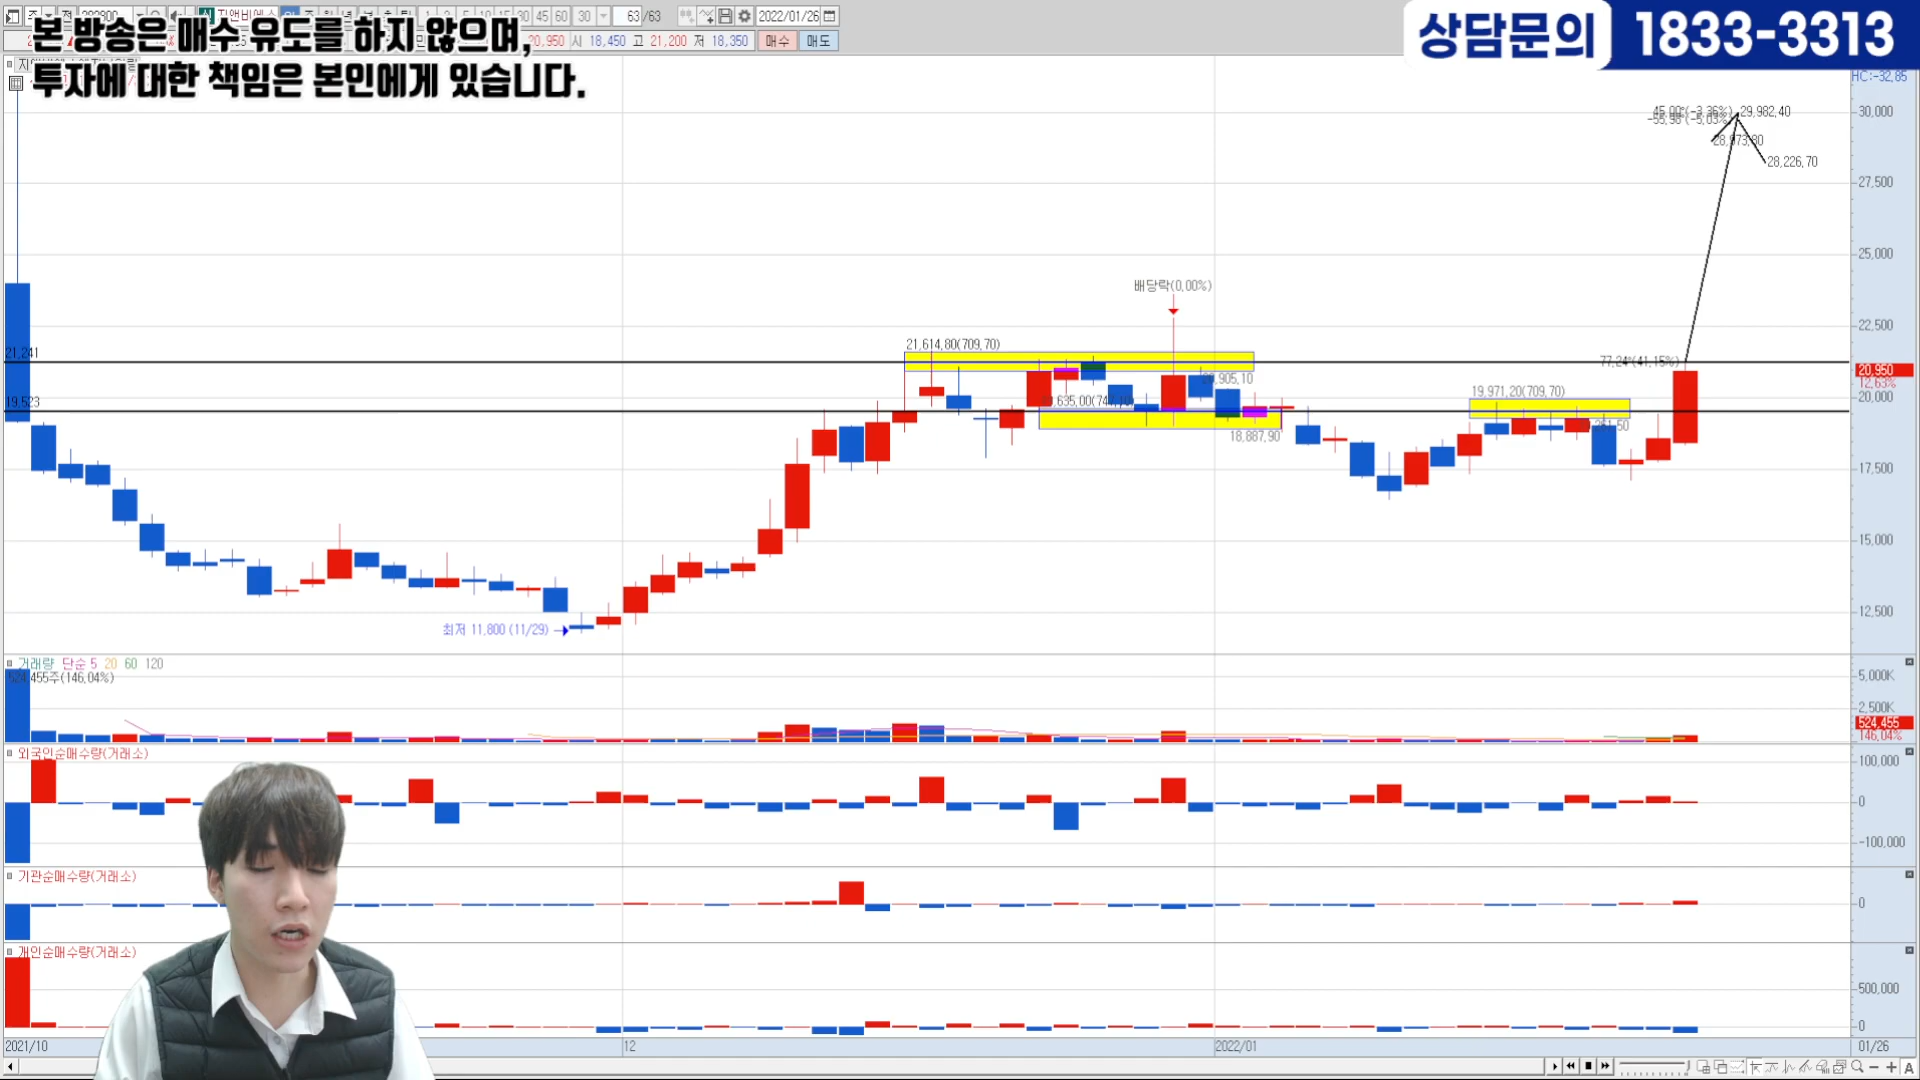 본 방송은 매수 유도를 하지 않으며,
투자에 대한 책임은 본인에게 있습니다.
상담문의 1833-3313
45 60 30 63/63 2022/01/26
20,950 시 18,450 고 21,200 저 18,350 매수 매도
HC:-32,85
30,000
27,500
25,000
22,500
20,950
12,63%
20,000
17,500
15,000
12,500
29,982,40
28,226,70
배당락(0,00%)
21,614,80(709,70)
21,241
77,24°(41,15%)
19,971,20(709,70)
19,523
18,887,90
최저 11,800 (11/29)
거래량 단순 5 20 60 120
455주(146,04%)
5,000K
2,500K
524,455
146,04%
외국인순매수량(거래소)
100,000
0
-100,000
기관순매수량(거래소)
0
개인순매수량(거래소)
500,000
0
2021/10 12 2022/01 01/26
A